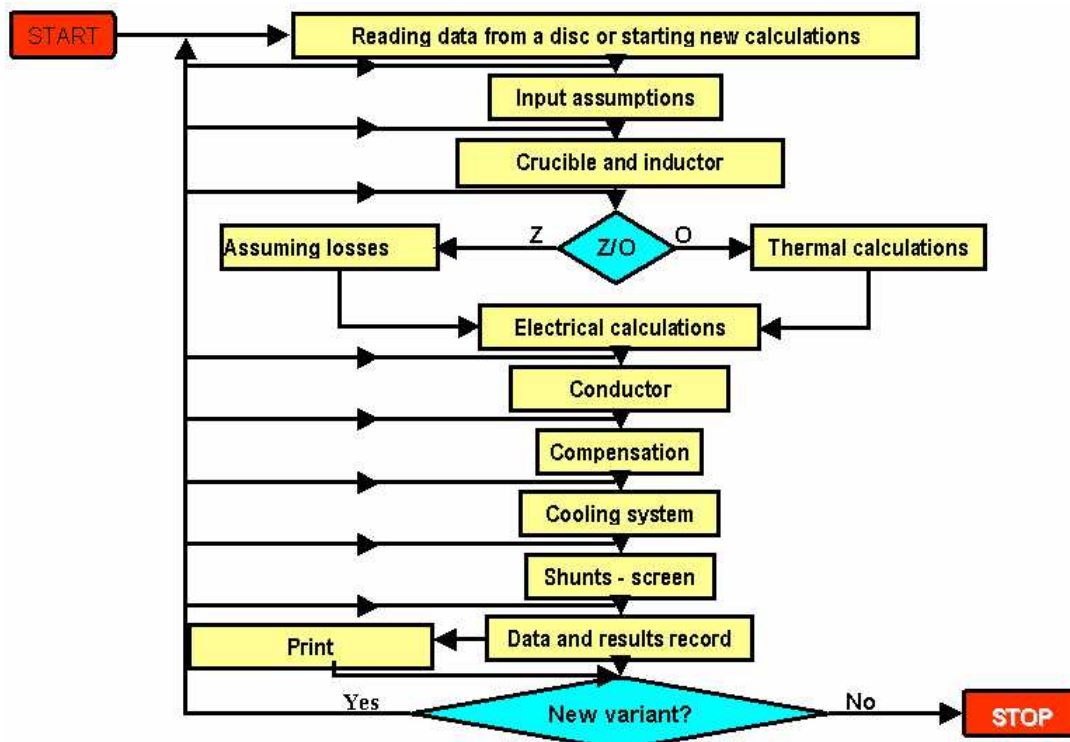 START
Reading data from a disc or starting new calculations
Input assumptions
Crucible and inductor
Z
Z/O
O
Assuming losses
Thermal calculations
Electrical calculations
Conductor
Compensation
Cooling system
Shunts - screen
Data and results record
Print
Yes
New variant?
No
STOP